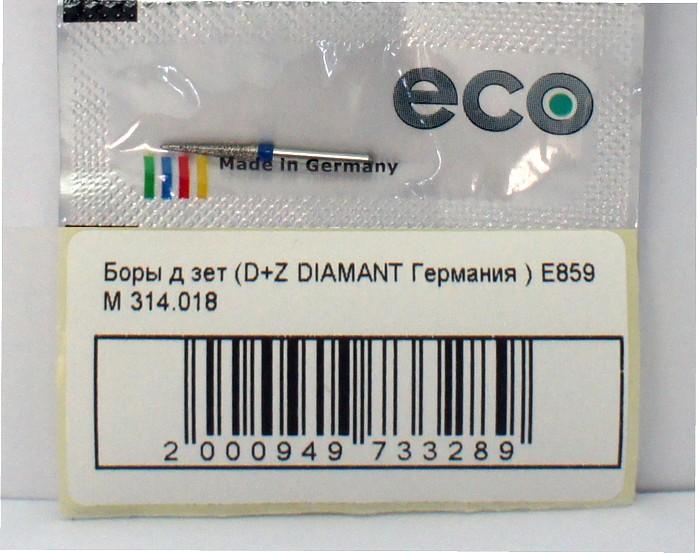 eco
Made in Germany
Боры д зет (D+Z DIAMANT Германия ) E859
M 314.018
2 000949 733289